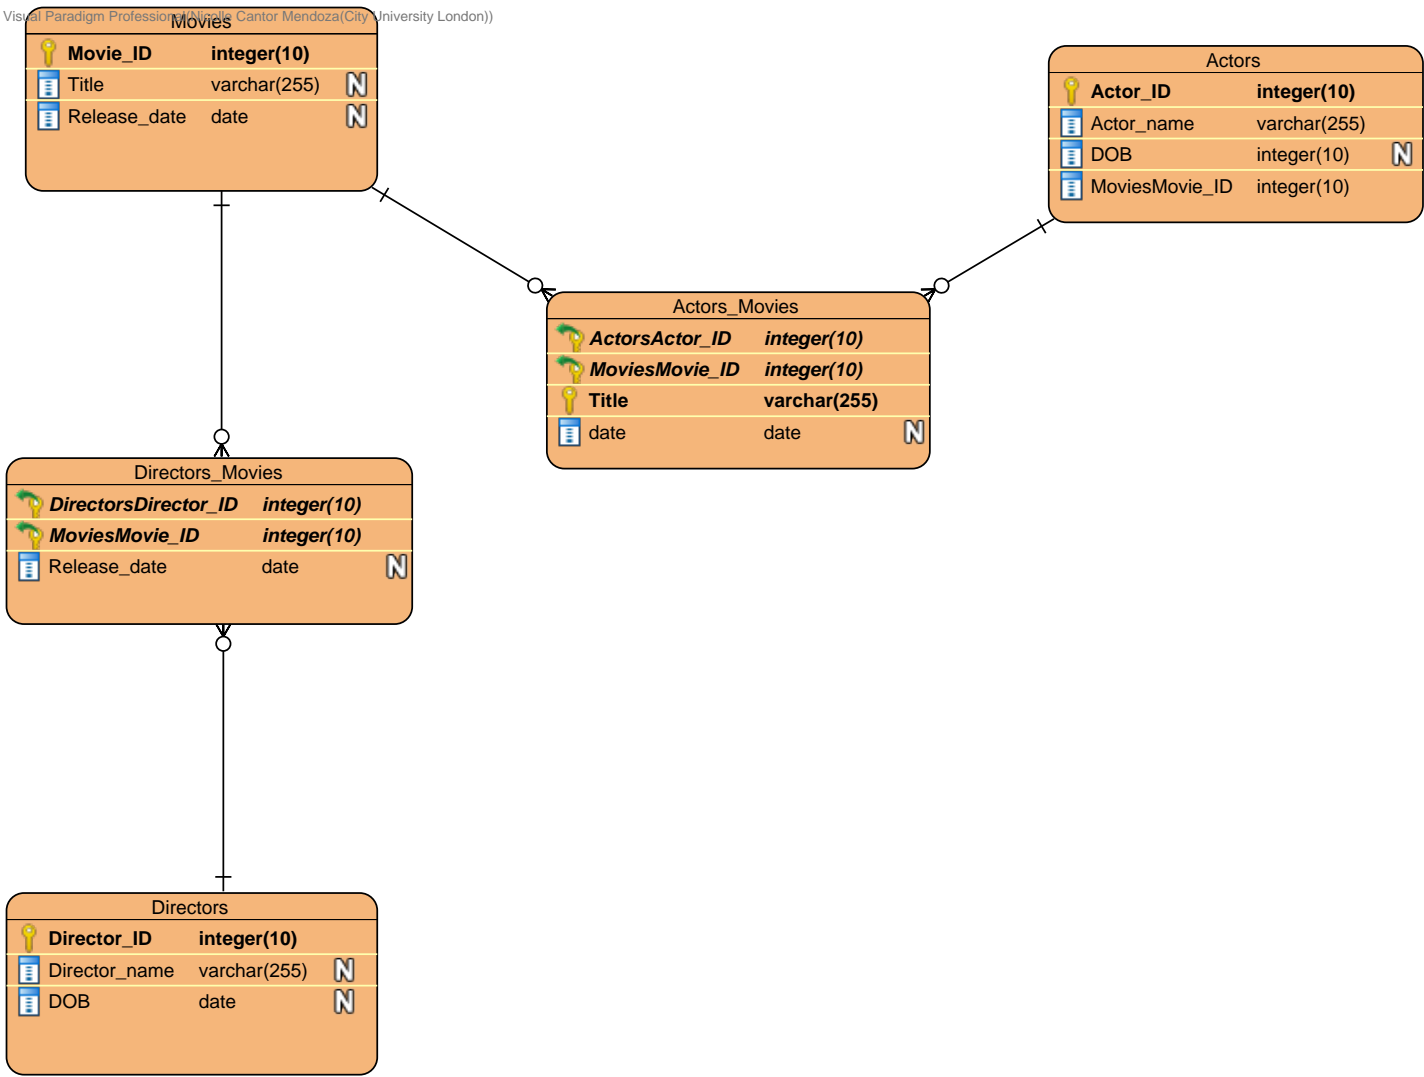 Visual Paradigm Professional(Nicolle Cantor Mendoza(City University London))
Movies
Movie_ID integer(10)
Title varchar(255) N
Release_date date N
Actors
Actor_ID integer(10)
Actor_name varchar(255)
DOB integer(10) N
MoviesMovie_ID integer(10)
Actors_Movies
ActorsActor_ID integer(10)
MoviesMovie_ID integer(10)
Title varchar(255)
date date N
Directors_Movies
DirectorsDirector_ID integer(10)
MoviesMovie_ID integer(10)
Release_date date N
Directors
Director_ID integer(10)
Director_name varchar(255) N
DOB date N